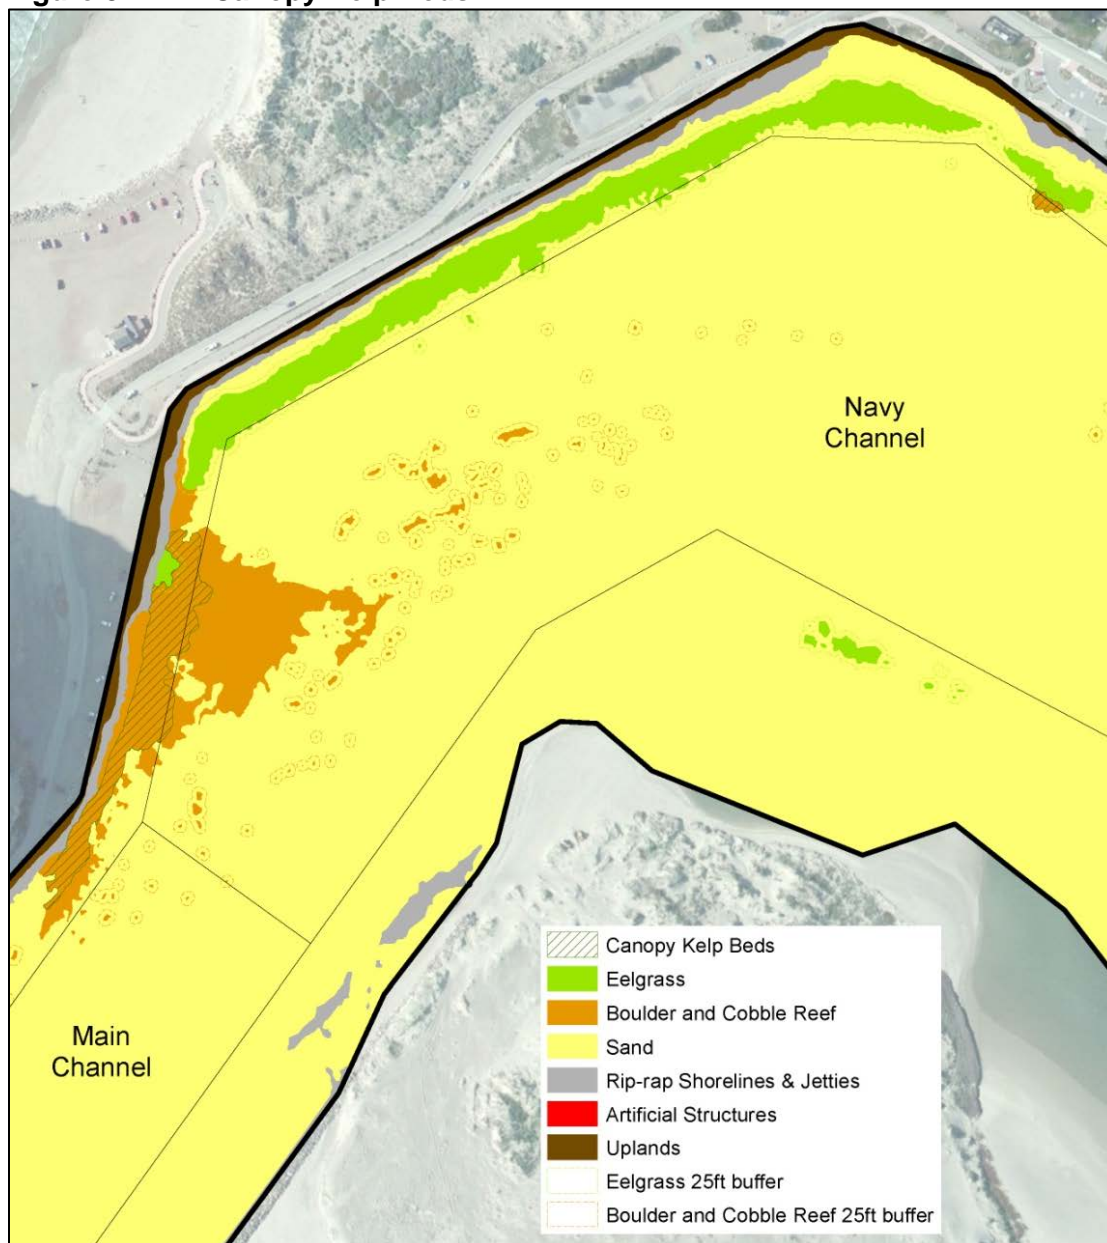 Navy
Channel
Main
Channel
Canopy Kelp Beds
Eelgrass
Boulder and Cobble Reef
Sand
Rip-rap Shorelines & Jetties
Artificial Structures
Uplands
Eelgrass 25ft buffer
Boulder and Cobble Reef 25ft buffer